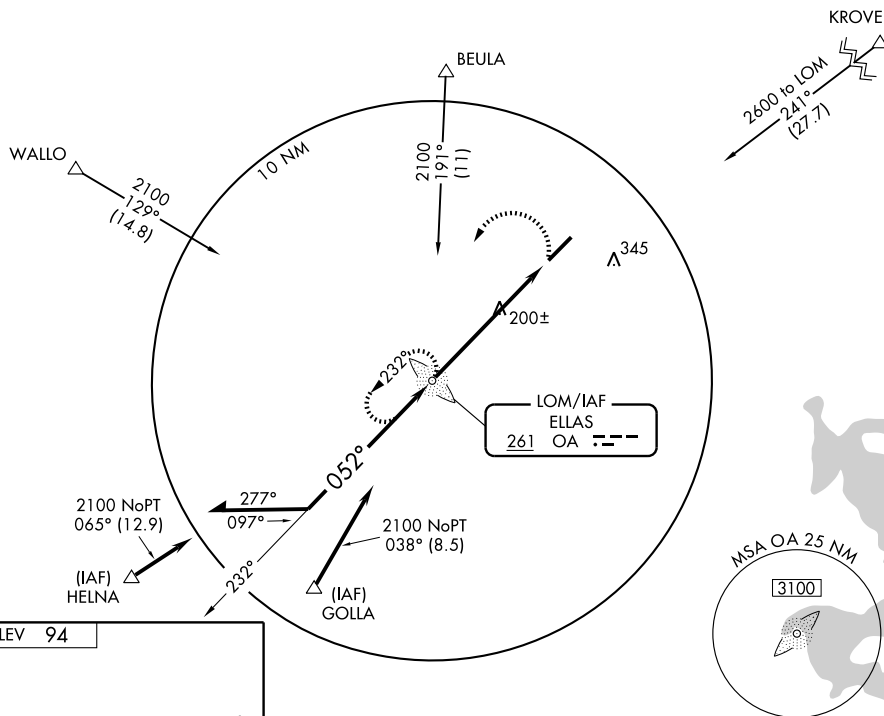 KROVE
2600 to LOM
241°
(27.7)
BEULA
2100
191°
(11)
10 NM
WALLO
2100
129°
(14.8)
345
200±
232°
LOM/IAF
ELLAS
261 OA
052°
277°
097°
2100 NoPT
065° (12.9)
(IAF)
HELNA
232°
2100 NoPT
038° (8.5)
(IAF)
GOLLA
MSA OA 25 NM
3100
LEV 94